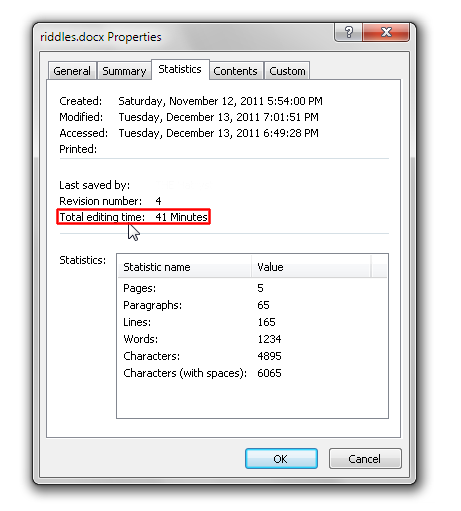 riddles.docx Properties
General Summary Statistics Contents Custom
Created: Saturday, November 12, 2011 5:54:00 PM
Modified: Tuesday, December 13, 2011 7:01:51 PM
Accessed: Tuesday, December 13, 2011 6:49:28 PM
Printed:
Last saved by:
Revision number: 4
Total editing time: 41 Minutes
Statistics:
Statistic name Value
Pages: 5
Paragraphs: 65
Lines: 165
Words: 1234
Characters: 4895
Characters (with spaces): 6065
OK Cancel